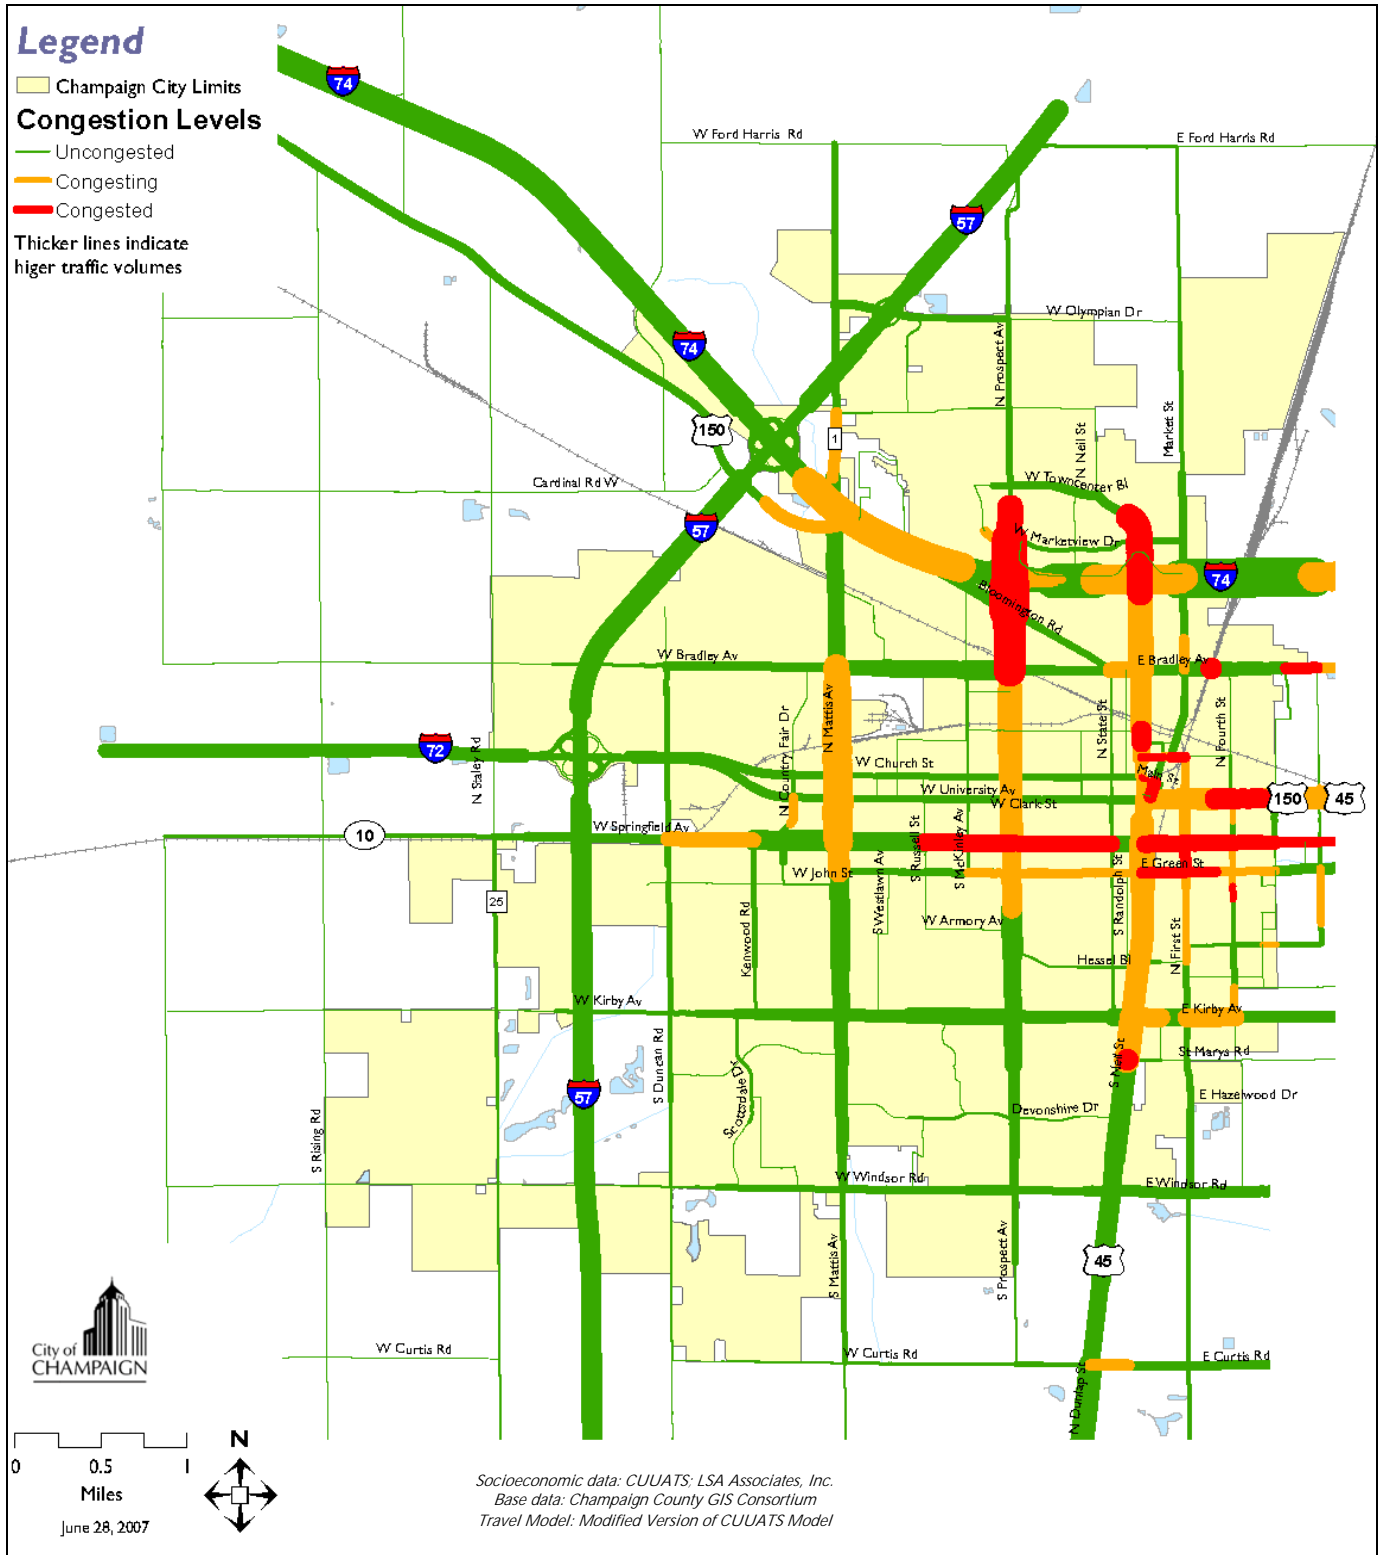 Legend
Champaign City Limits
Congestion Levels
Uncongested
Congesting
Congested
Thicker lines indicate
higer traffic volumes
74
W Ford Harris Rd
E Ford Harris Rd
57
W Olympian Dr
74
N Prospect Av
150
1
N Neil St
Market St
Cardinal Rd W
W Towncenter Bl
57
W Marketview Dr
74
Bloomington Rd
W Bradley Av
E Bradley Av
N Mattis Av
N Country Fair Dr
N State St
N Fourth St
72
N Staley Rd
W Church St
Main St
W University Av
W Clark St
150
45
10
W Springfield Av
S Russell St
S McKinley Av
E Green St
W John St
S Westlawn Av
S Randolph St
25
Kenwood Rd
W Armory Av
N First St
Hessel Bl
W Kirby Av
E Kirby Av
S Duncan Rd
S Neil St
St Marys Rd
57
Scottsdale Dr
E Hazelwood Dr
Devonshire Dr
S Rising Rd
W Windsor Rd
E Windsor Rd
S Mattis Av
S Prospect Av
45
City of
CHAMPAIGN
W Curtis Rd
W Curtis Rd
E Curtis Rd
N Dunlap St
N
0 0.5 1
Miles
June 28, 2007
Socioeconomic data: CUUATS; LSA Associates, Inc.
Base data: Champaign County GIS Consortium
Travel Model: Modified Version of CUUATS Model